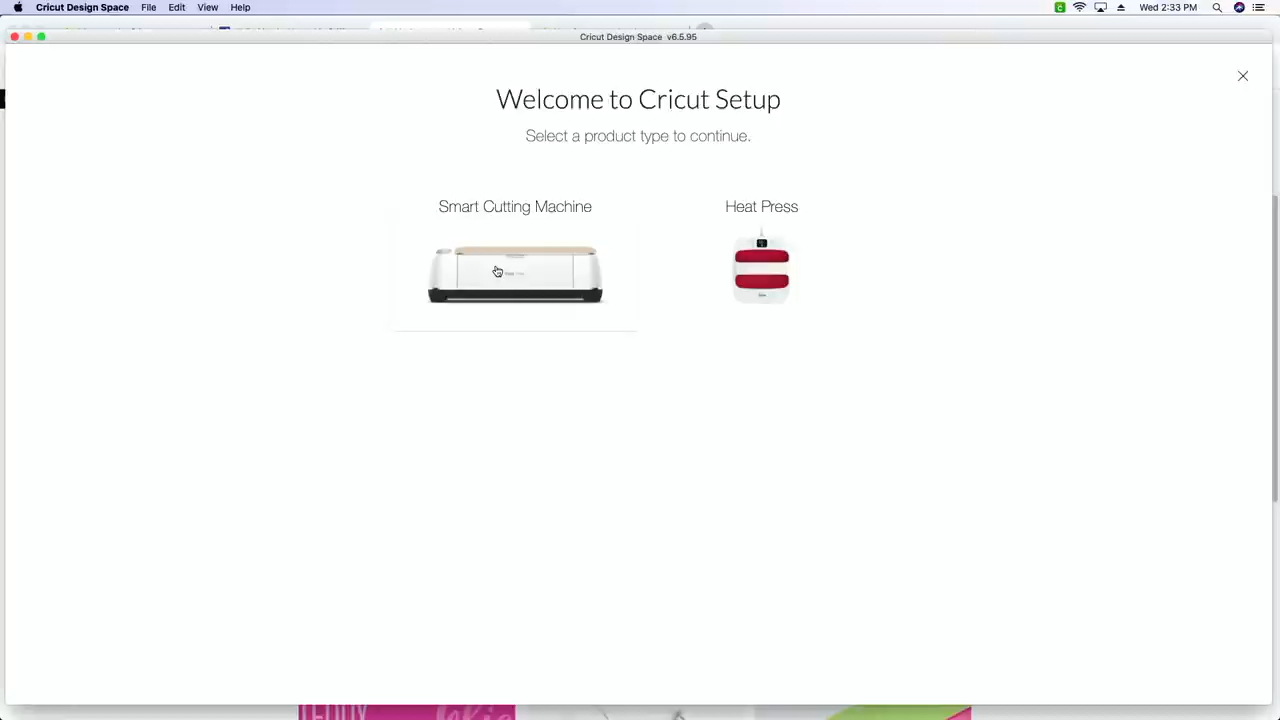 Cricut Design Space File Edit View Help Wed 2:33 PM
Cricut Design Space v6.5.95
Welcome to Cricut Setup
Select a product type to continue.
Smart Cutting Machine Heat Press